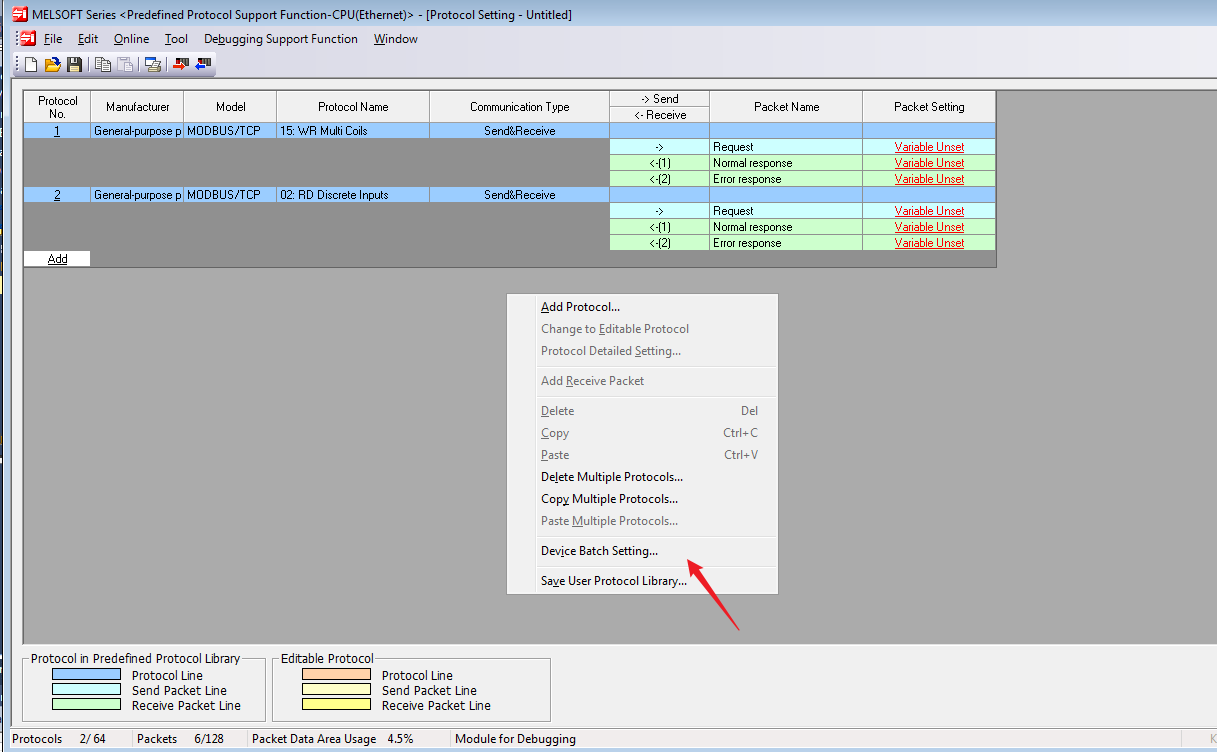 MELSOFT Series <Predefined Protocol Support Function-CPU(Ethernet)> - [Protocol Setting - Untitled]
File Edit Online Tool Debugging Support Function Window
Protocol No. Manufacturer Model Protocol Name Communication Type -> Send <- Receive Packet Name Packet Setting
1 General-purpose p MODBUS/TCP 15: WR Multi Coils Send&Receive
-> Request Variable Unset
<-(1) Normal response Variable Unset
<-(2) Error response Variable Unset
2 General-purpose p MODBUS/TCP 02: RD Discrete Inputs Send&Receive
-> Request Variable Unset
<-(1) Normal response Variable Unset
<-(2) Error response Variable Unset
Add
Add Protocol...
Change to Editable Protocol
Protocol Detailed Setting...
Add Receive Packet
Delete Del
Copy Ctrl+C
Paste Ctrl+V
Delete Multiple Protocols...
Copy Multiple Protocols...
Paste Multiple Protocols...
Device Batch Setting...
Save User Protocol Library...
Protocol in Predefined Protocol Library
Protocol Line
Send Packet Line
Receive Packet Line
Editable Protocol
Protocol Line
Send Packet Line
Receive Packet Line
Protocols 2/ 64 Packets 6/128 Packet Data Area Usage 4.5% Module for Debugging